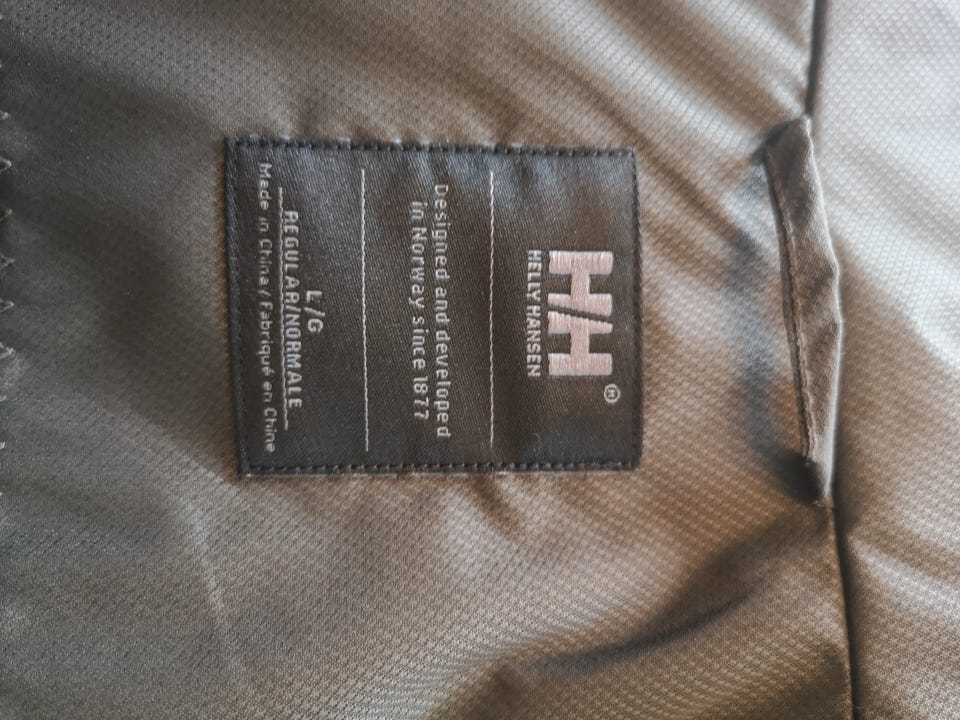 HH®
HELLY HANSEN
Designed and developed
in Norway since 1877
L/G
REGULAR/NORMALE
Made in China / Fabriqué en Chine